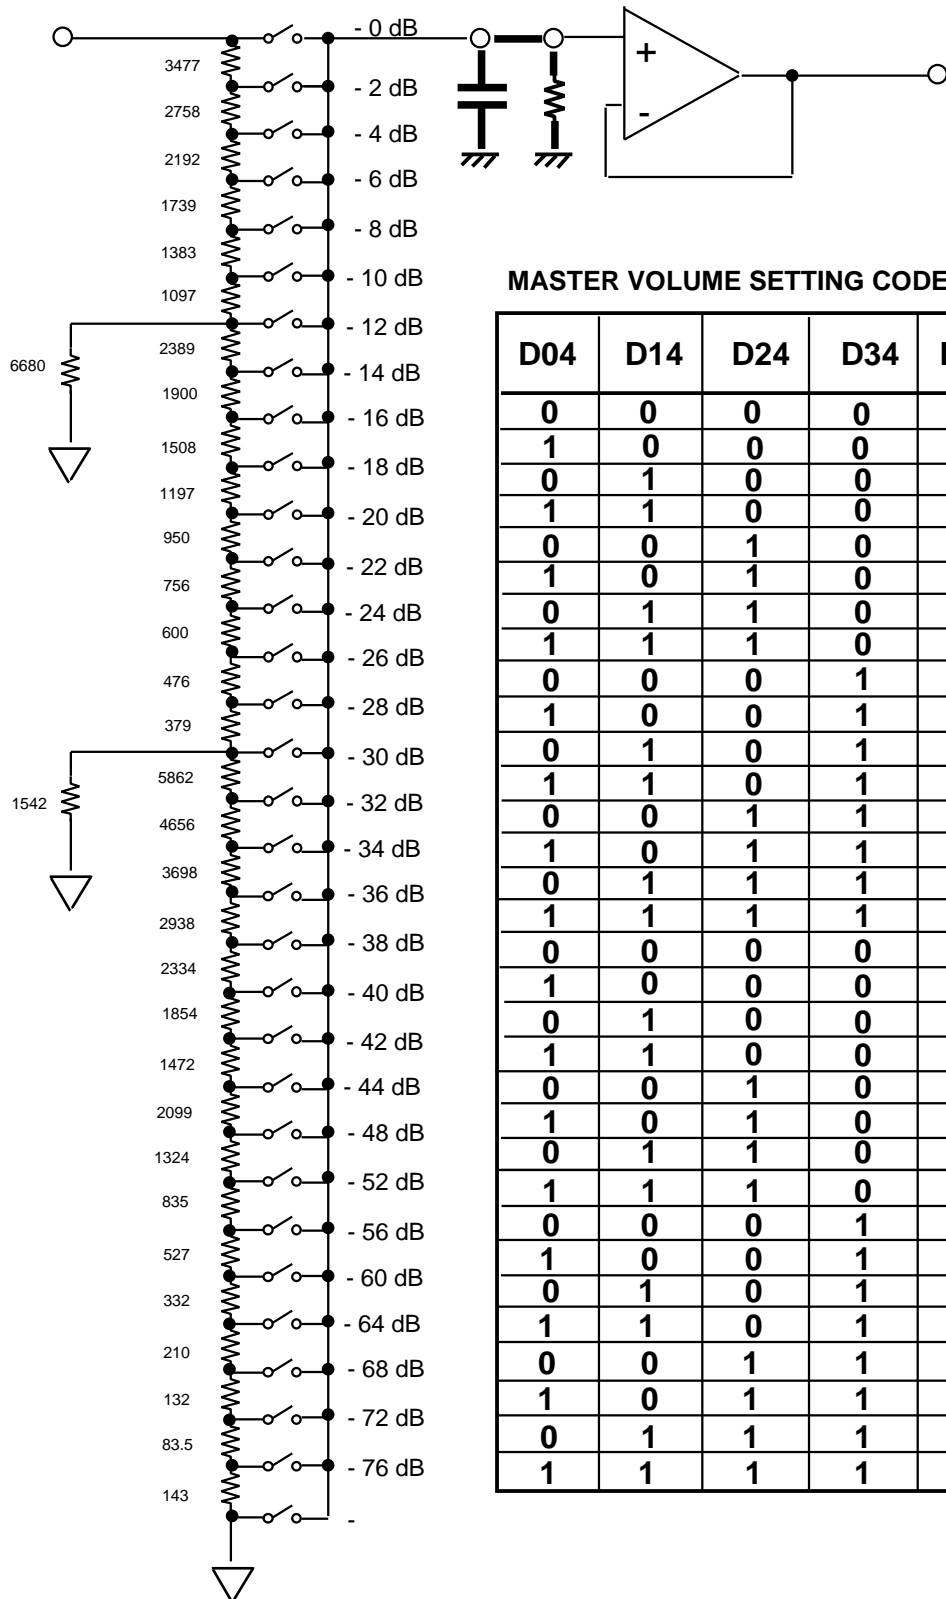 - 0 dB
3477
- 2 dB
2758
- 4 dB
2192
- 6 dB
1739
- 8 dB
1383
- 10 dB
1097
- 12 dB
2389
6680
- 14 dB
1900
- 16 dB
1508
- 18 dB
1197
- 20 dB
950
- 22 dB
756
- 24 dB
600
- 26 dB
476
- 28 dB
379
- 30 dB
5862
1542
- 32 dB
4656
- 34 dB
3698
- 36 dB
2938
- 38 dB
2334
- 40 dB
1854
- 42 dB
1472
- 44 dB
2099
- 48 dB
1324
- 52 dB
835
- 56 dB
527
- 60 dB
332
- 64 dB
210
- 68 dB
132
- 72 dB
83.5
- 76 dB
143
-
+
-
MASTER VOLUME SETTING CODE
D04 D14 D24 D34
0 0 0 0
1 0 0 0
0 1 0 0
1 1 0 0
0 0 1 0
1 0 1 0
0 1 1 0
1 1 1 0
0 0 0 1
1 0 0 1
0 1 0 1
1 1 0 1
0 0 1 1
1 0 1 1
0 1 1 1
1 1 1 1
0 0 0 0
1 0 0 0
0 1 0 0
1 1 0 0
0 0 1 0
1 0 1 0
0 1 1 0
1 1 1 0
0 0 0 1
1 0 0 1
0 1 0 1
1 1 0 1
0 0 1 1
1 0 1 1
0 1 1 1
1 1 1 1